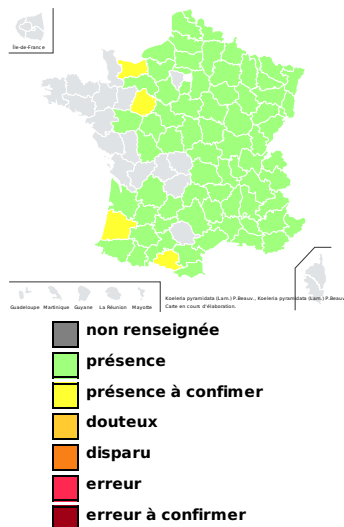 Île-de-France
Guadeloupe Martinique Guyane La Réunion Mayotte
Koeleria pyramidata (Lam.) P.Beauv., Koeleria pyramidata (Lam.) P.Beauv.
Carte en cours d'élaboration.
non renseignée
présence
présence à confimer
douteux
disparu
erreur
erreur à confirmer